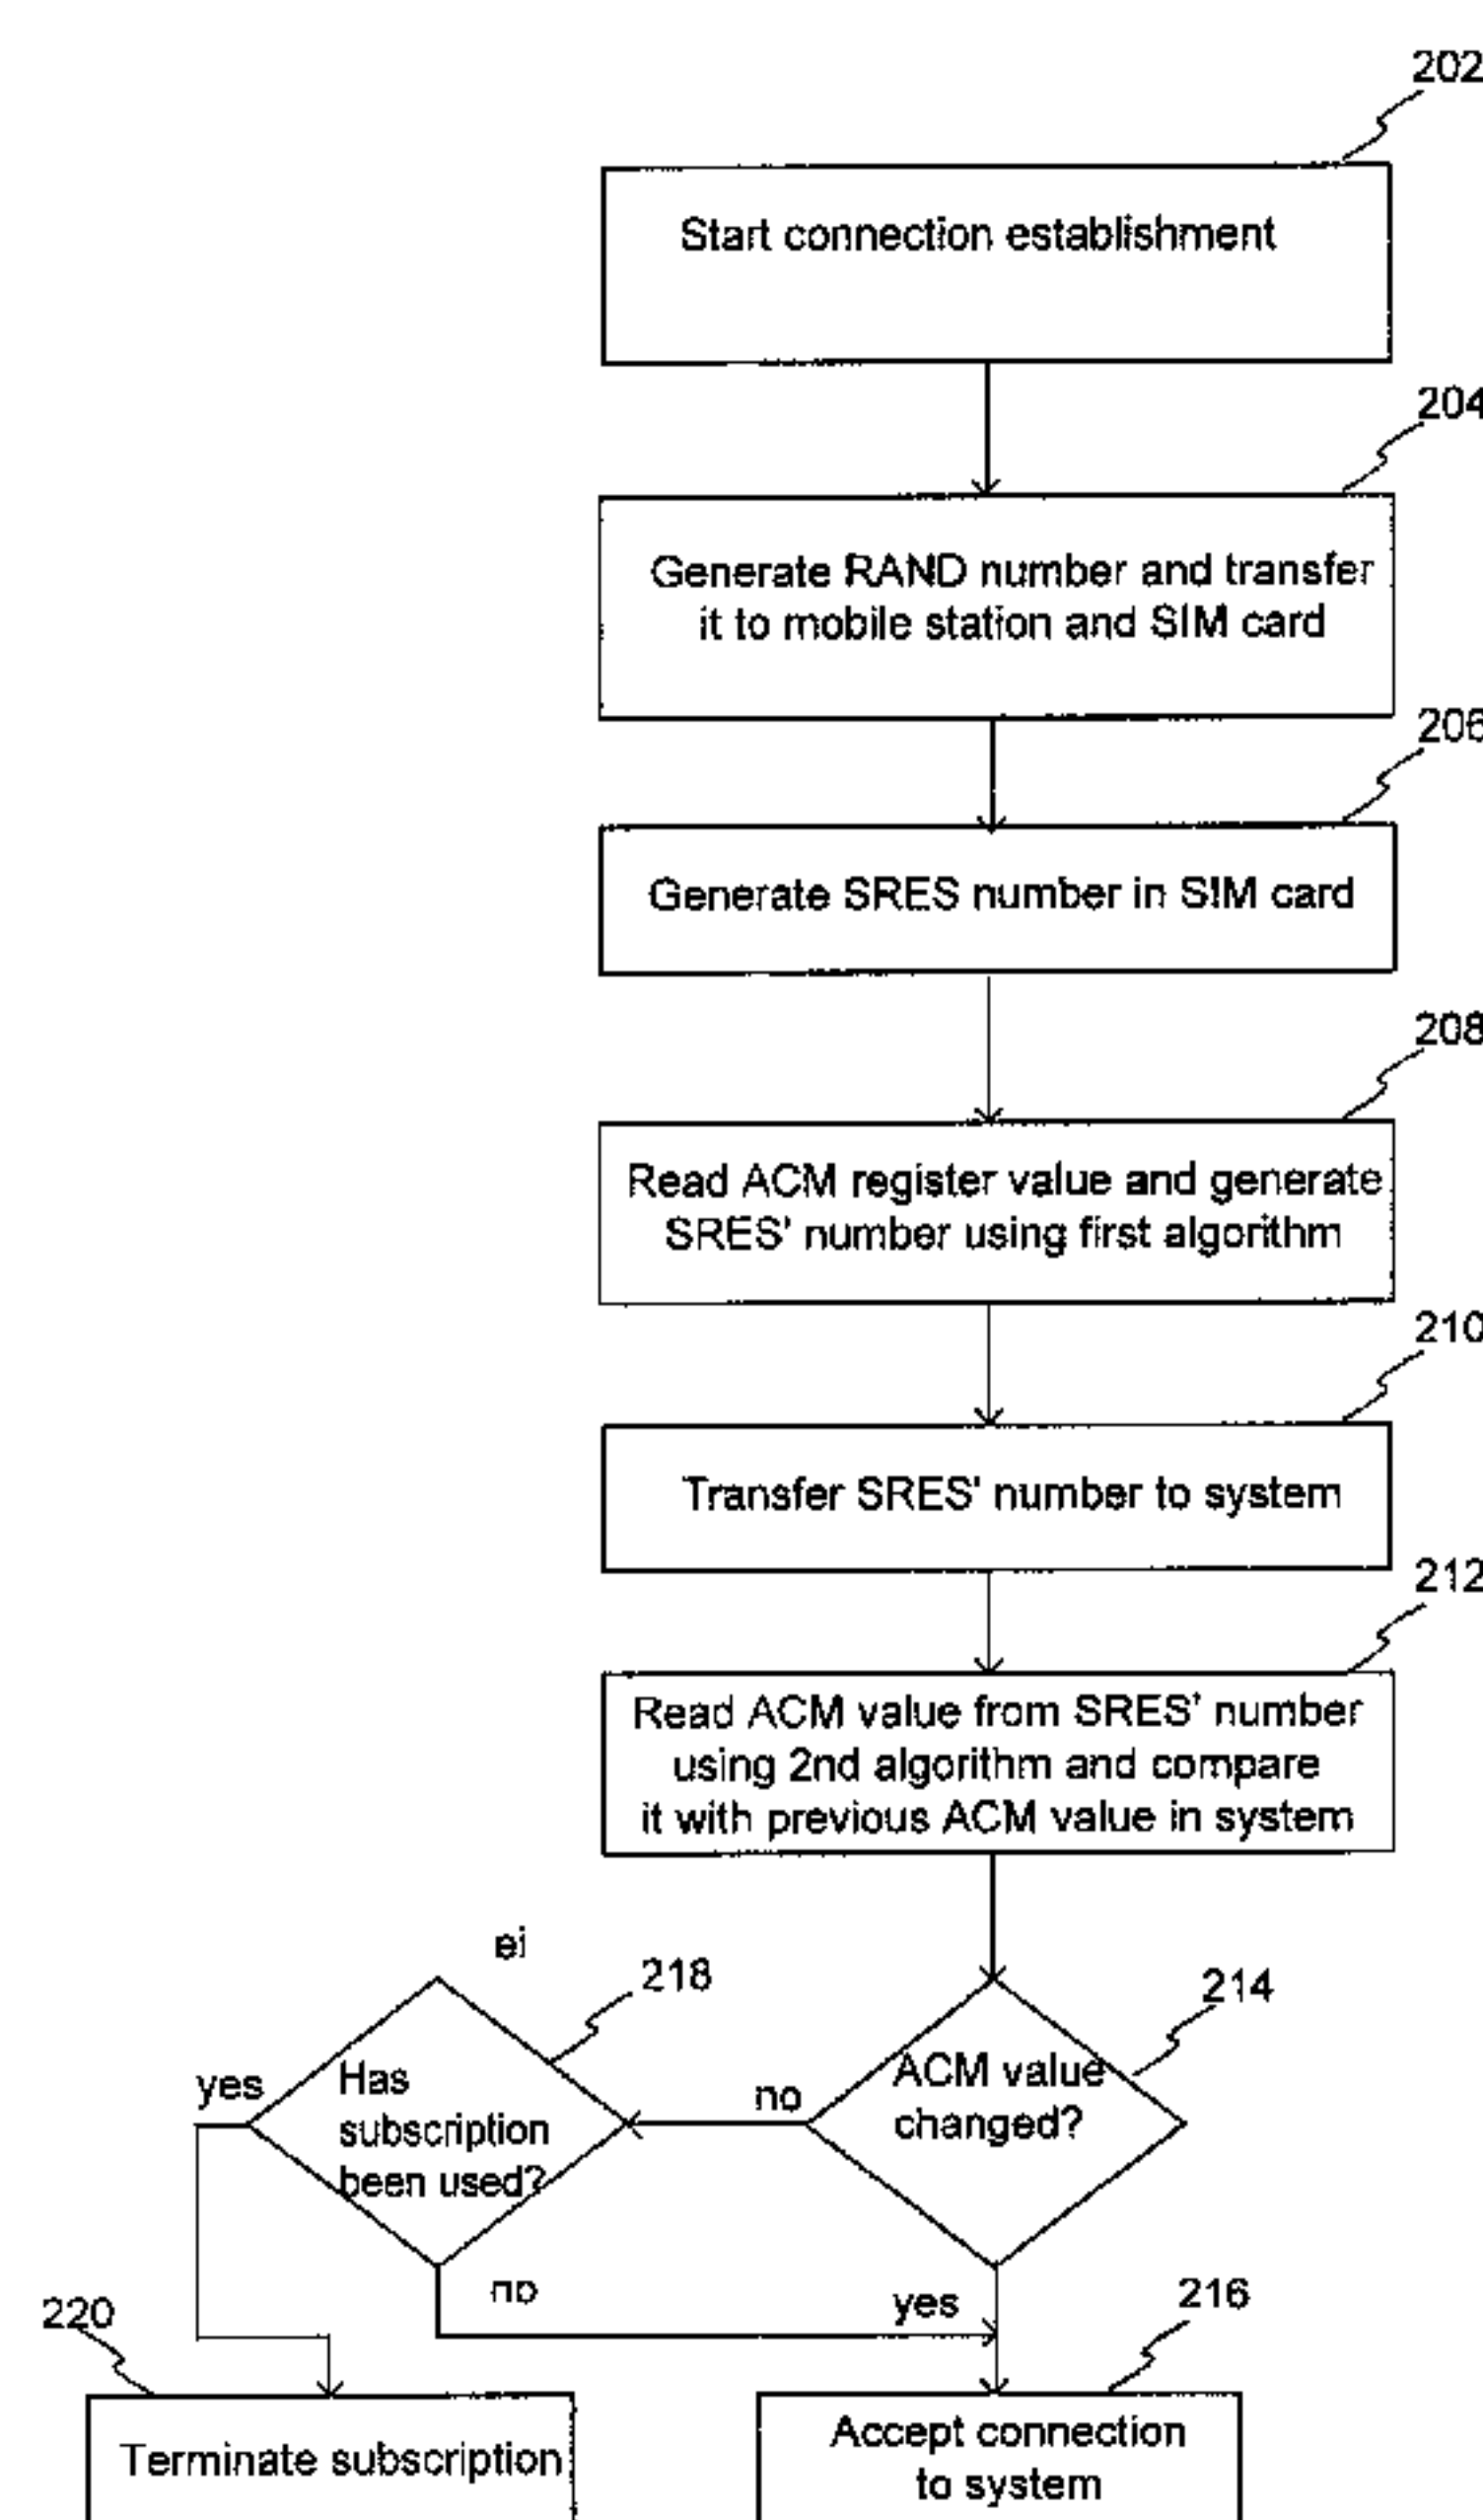 202
Start connection establishment
204
Generate RAND number and transfer
it to mobile station and SIM card
206
Generate SRES number in SIM card
208
Read ACM register value and generate
SRES' number using first algorithm
210
Transfer SRES' number to system
212
Read ACM value from SRES' number
using 2nd algorithm and compare
it with previous ACM value in system
ei
218
214
yes
Has
subscription
been used?
no
ACM value
changed?
no
yes
220
216
Terminate subscription
Accept connection
to system